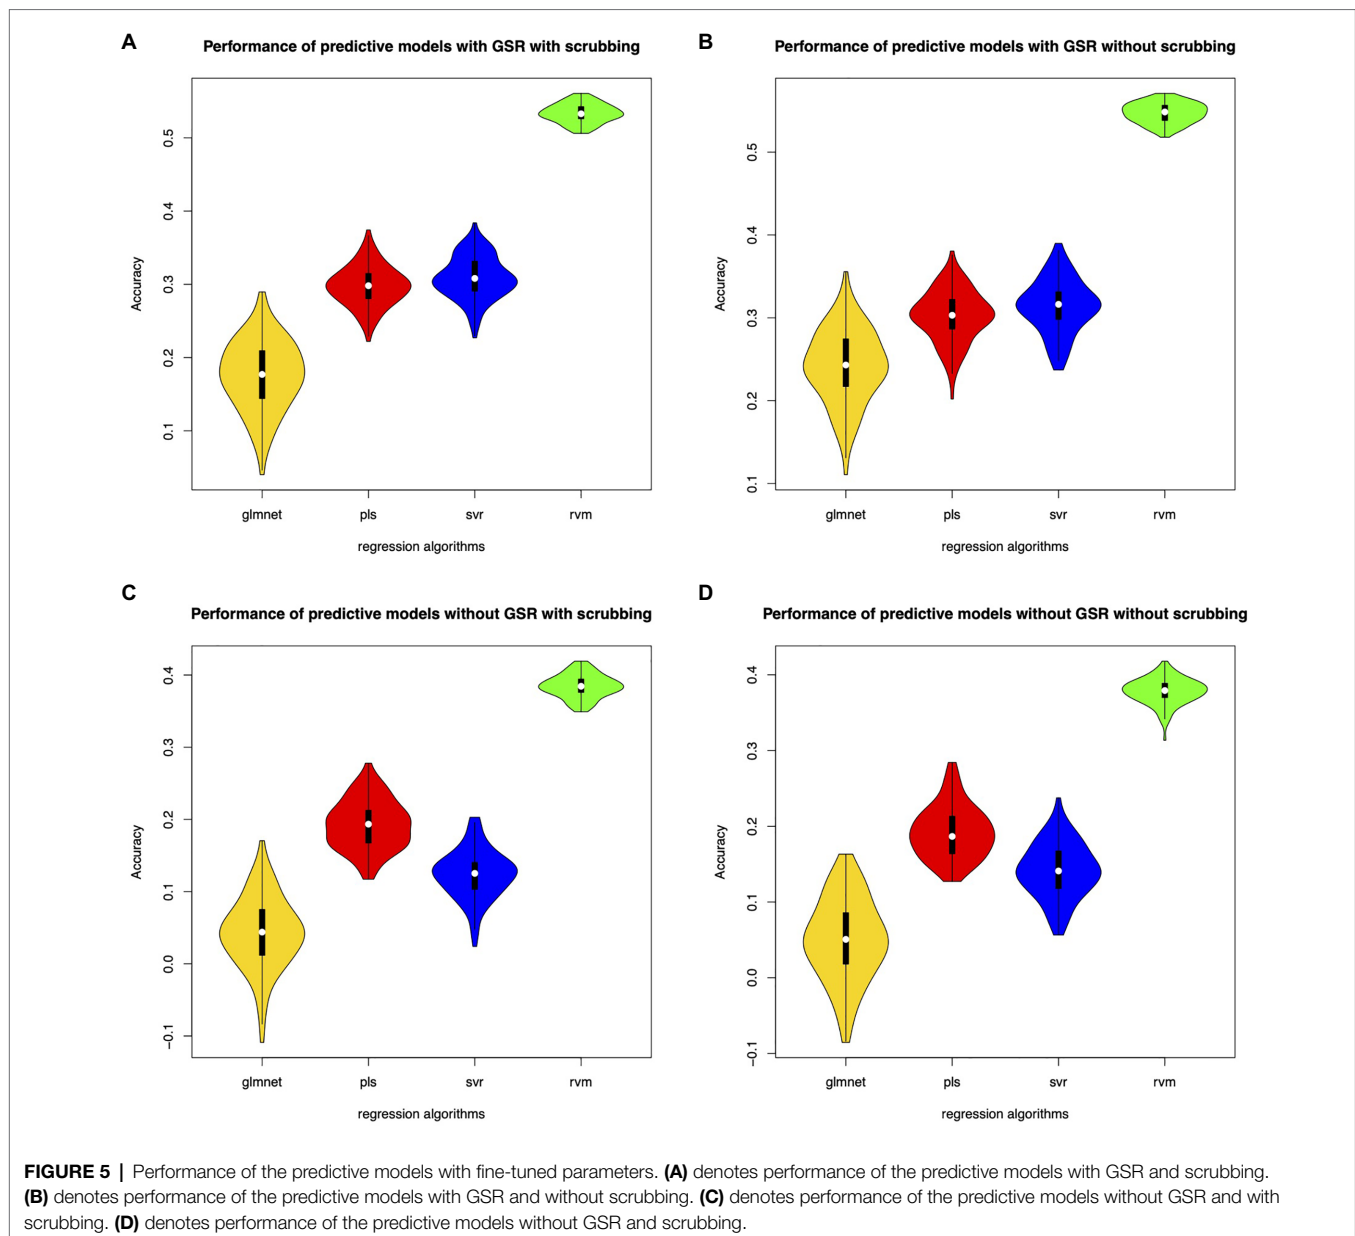 A
Performance of predictive models with GSR with scrubbing
Accuracy
0.5
0.4
0.3
0.2
0.1
glmnet pls svr rvm
regression algorithms
B
Performance of predictive models with GSR without scrubbing
Accuracy
0.5
0.4
0.3
0.2
0.1
glmnet pls svr rvm
regression algorithms
C
Performance of predictive models without GSR with scrubbing
Accuracy
0.4
0.3
0.2
0.1
0.0
−0.1
glmnet pls svr rvm
regression algorithms
D
Performance of predictive models without GSR without scrubbing
Accuracy
0.4
0.3
0.2
0.1
0.0
−0.1
glmnet pls svr rvm
regression algorithms
FIGURE 5 | Performance of the predictive models with fine-tuned parameters. (A) denotes performance of the predictive models with GSR and scrubbing.
(B) denotes performance of the predictive models with GSR and without scrubbing. (C) denotes performance of the predictive models without GSR and with
scrubbing. (D) denotes performance of the predictive models without GSR and scrubbing.